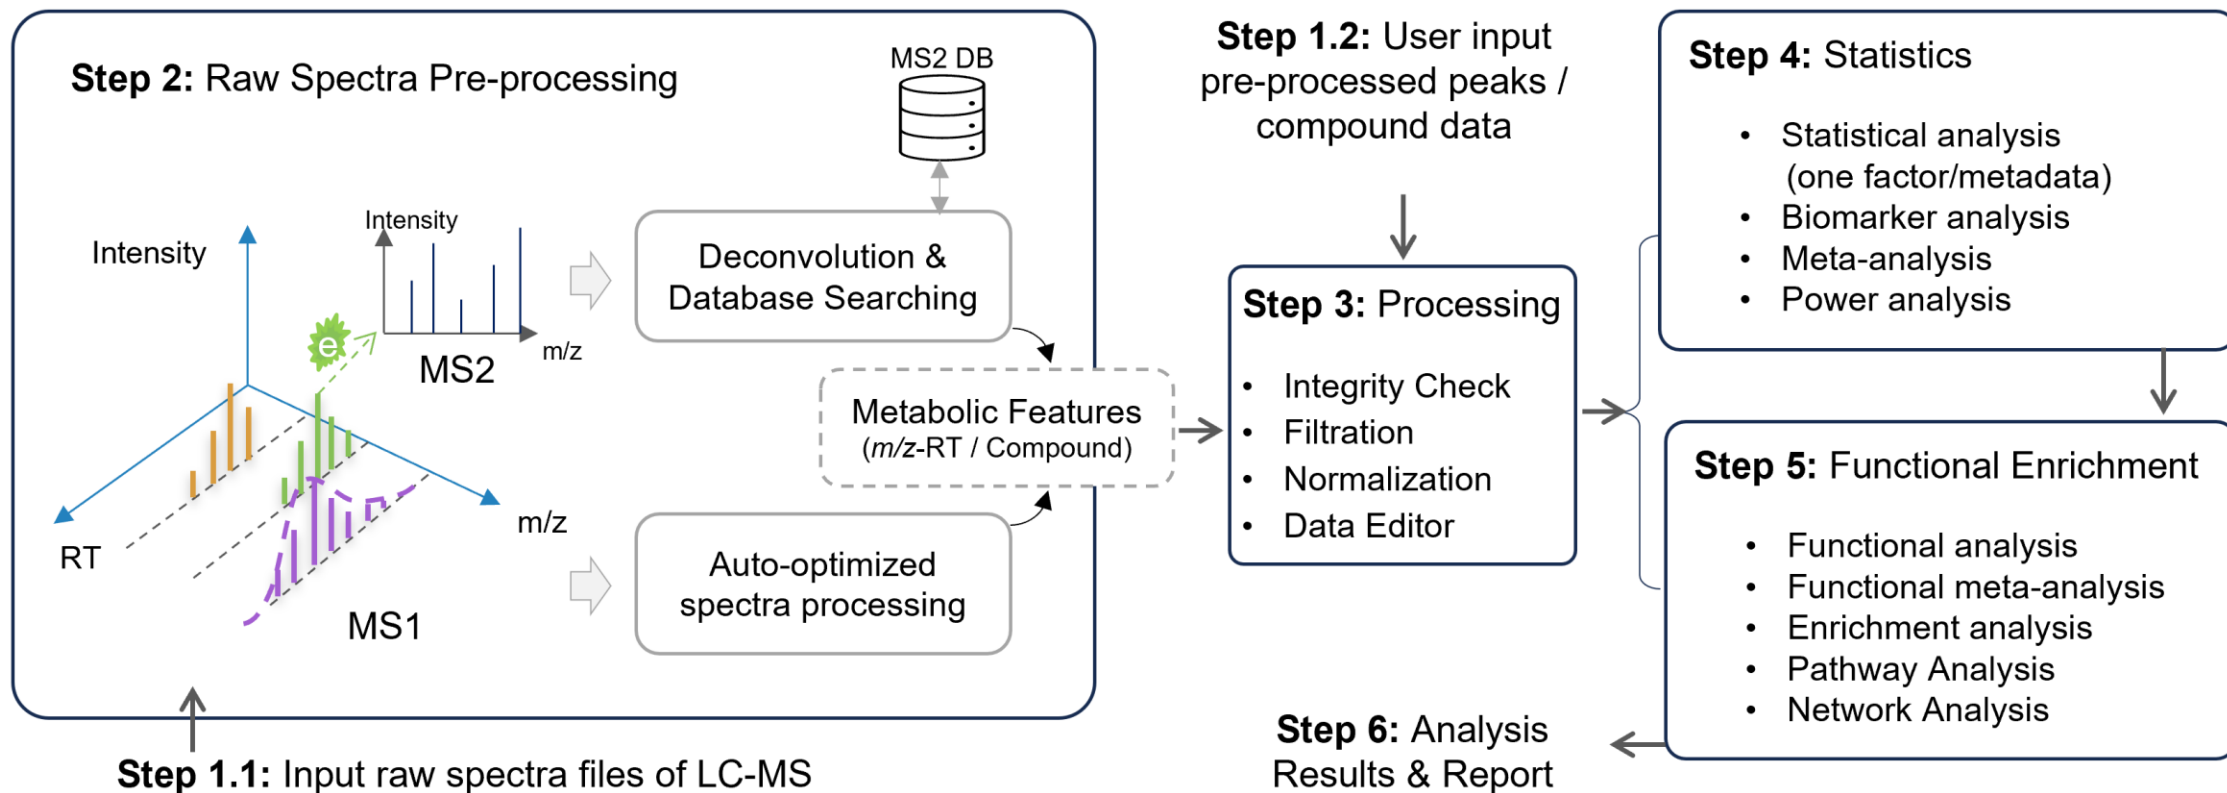 Step 2: Raw Spectra Pre-processing
MS2 DB
Intensity
Intensity
e
m/z
MS2
Deconvolution &
Database Searching
Metabolic Features
(m/z-RT / Compound)
m/z
RT
MS1
Auto-optimized
spectra processing
Step 1.1: Input raw spectra files of LC-MS
Step 1.2: User input
pre-processed peaks /
compound data
Step 3: Processing
• Integrity Check
• Filtration
• Normalization
• Data Editor
Step 4: Statistics
• Statistical analysis
(one factor/metadata)
• Biomarker analysis
• Meta-analysis
• Power analysis
Step 5: Functional Enrichment
• Functional analysis
• Functional meta-analysis
• Enrichment analysis
• Pathway Analysis
• Network Analysis
Step 6: Analysis
Results & Report